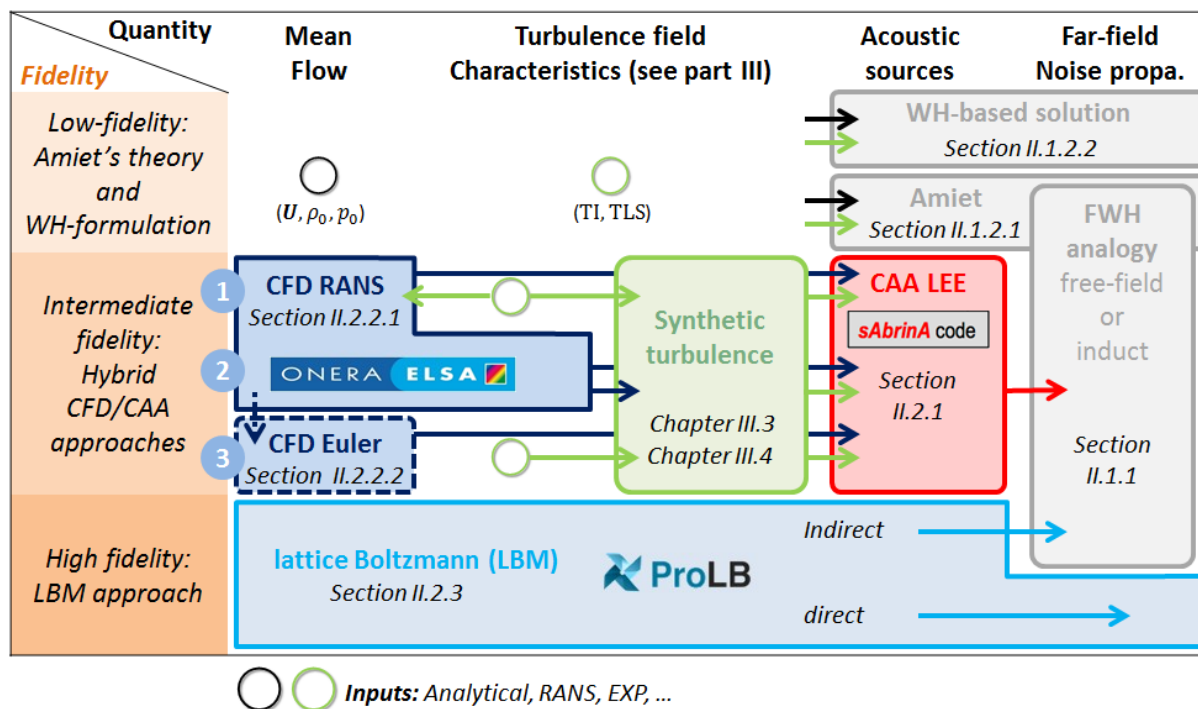 Quantity
Fidelity
Mean
Flow
Turbulence field
Characteristics (see part III)
Acoustic
sources
Far-field
Noise propa.
Low-fidelity:
Amiet's theory
and
WH-formulation
(U, ρ₀, p₀)
(TI, TLS)
WH-based solution
Section II.1.2.2
Amiet
Section II.1.2.1
FWH
analogy
free-field
or
induct
Section
II.1.1
Intermediate
fidelity:
Hybrid
CFD/CAA
approaches
1
CFD RANS
Section II.2.2.1
2
ONERA ELSA
3
CFD Euler
Section II.2.2.2
Synthetic
turbulence
Chapter III.3
Chapter III.4
CAA LEE
sAbrinA code
Section
II.2.1
High fidelity:
LBM approach
lattice Boltzmann (LBM)
Section II.2.3
ProLB
Indirect
direct
Inputs: Analytical, RANS, EXP, ...